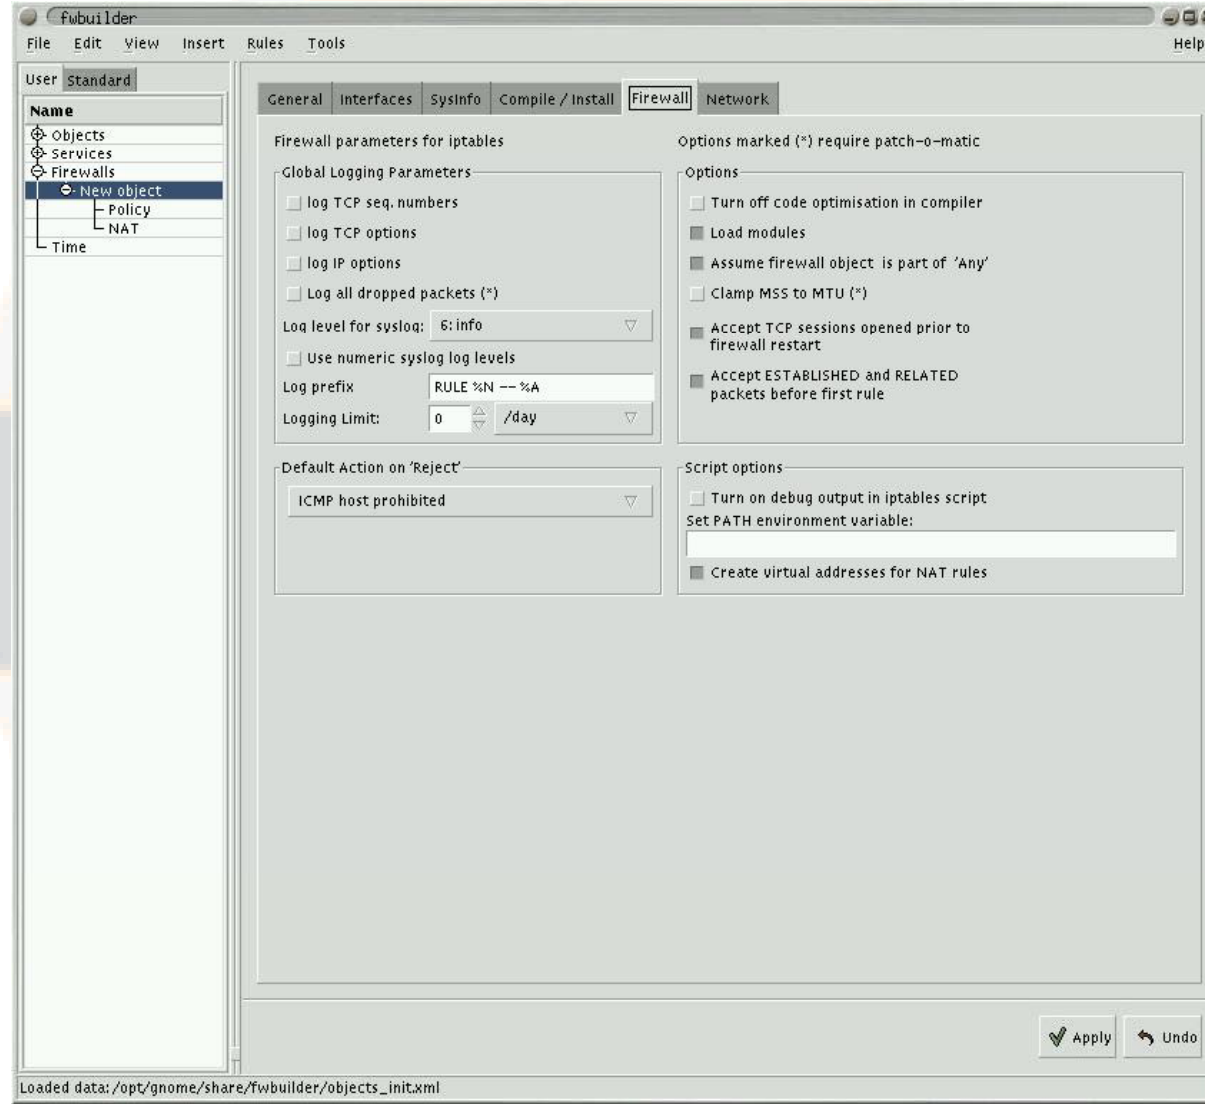 fwbuilder
File Edit View Insert Rules Tools Help
User Standard
Name
Objects
Services
Firewalls
New object
Policy
NAT
Time
General Interfaces SysInfo Compile / Install Firewall Network
Firewall parameters for iptables
Global Logging Parameters
log TCP seq. numbers
log TCP options
log IP options
Log all dropped packets (*)
Log level for syslog: 6: info
Use numeric syslog log levels
Log prefix RULE %N -- %A
Logging Limit: 0 /day
Default Action on 'Reject'
ICMP host prohibited
Options marked (*) require patch-o-matic
Options
Turn off code optimisation in compiler
Load modules
Assume firewall object is part of 'Any'
Clamp MSS to MTU (*)
Accept TCP sessions opened prior to
firewall restart
Accept ESTABLISHED and RELATED
packets before first rule
Script options
Turn on debug output in iptables script
Set PATH environment variable:
Create virtual addresses for NAT rules
Apply Undo
Loaded data: /opt/gnome/share/fwbuilder/objects_init.xml